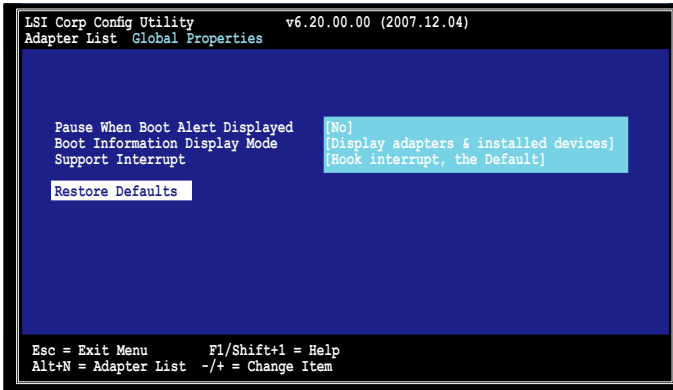 LSI Corp Config Utility v6.20.00.00 (2007.12.04)
Adapter List Global Properties
Pause When Boot Alert Displayed [No]
Boot Information Display Mode [Display adapters & installed devices]
Support Interrupt [Hook interrupt, the Default]
Restore Defaults
Esc = Exit Menu F1/Shift+1 = Help
Alt+N = Adapter List -/+ = Change Item